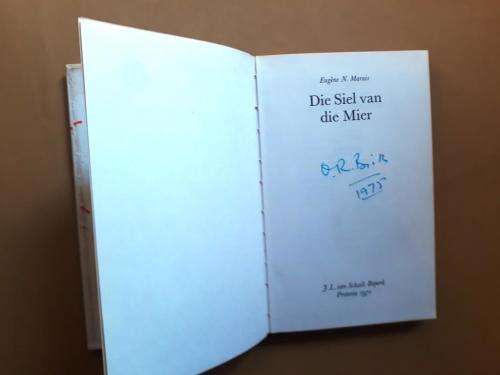 Eugène N. Marais
Die Siel van
die Mier
1975
J. L. van Schaik, Beperk
Pretoria